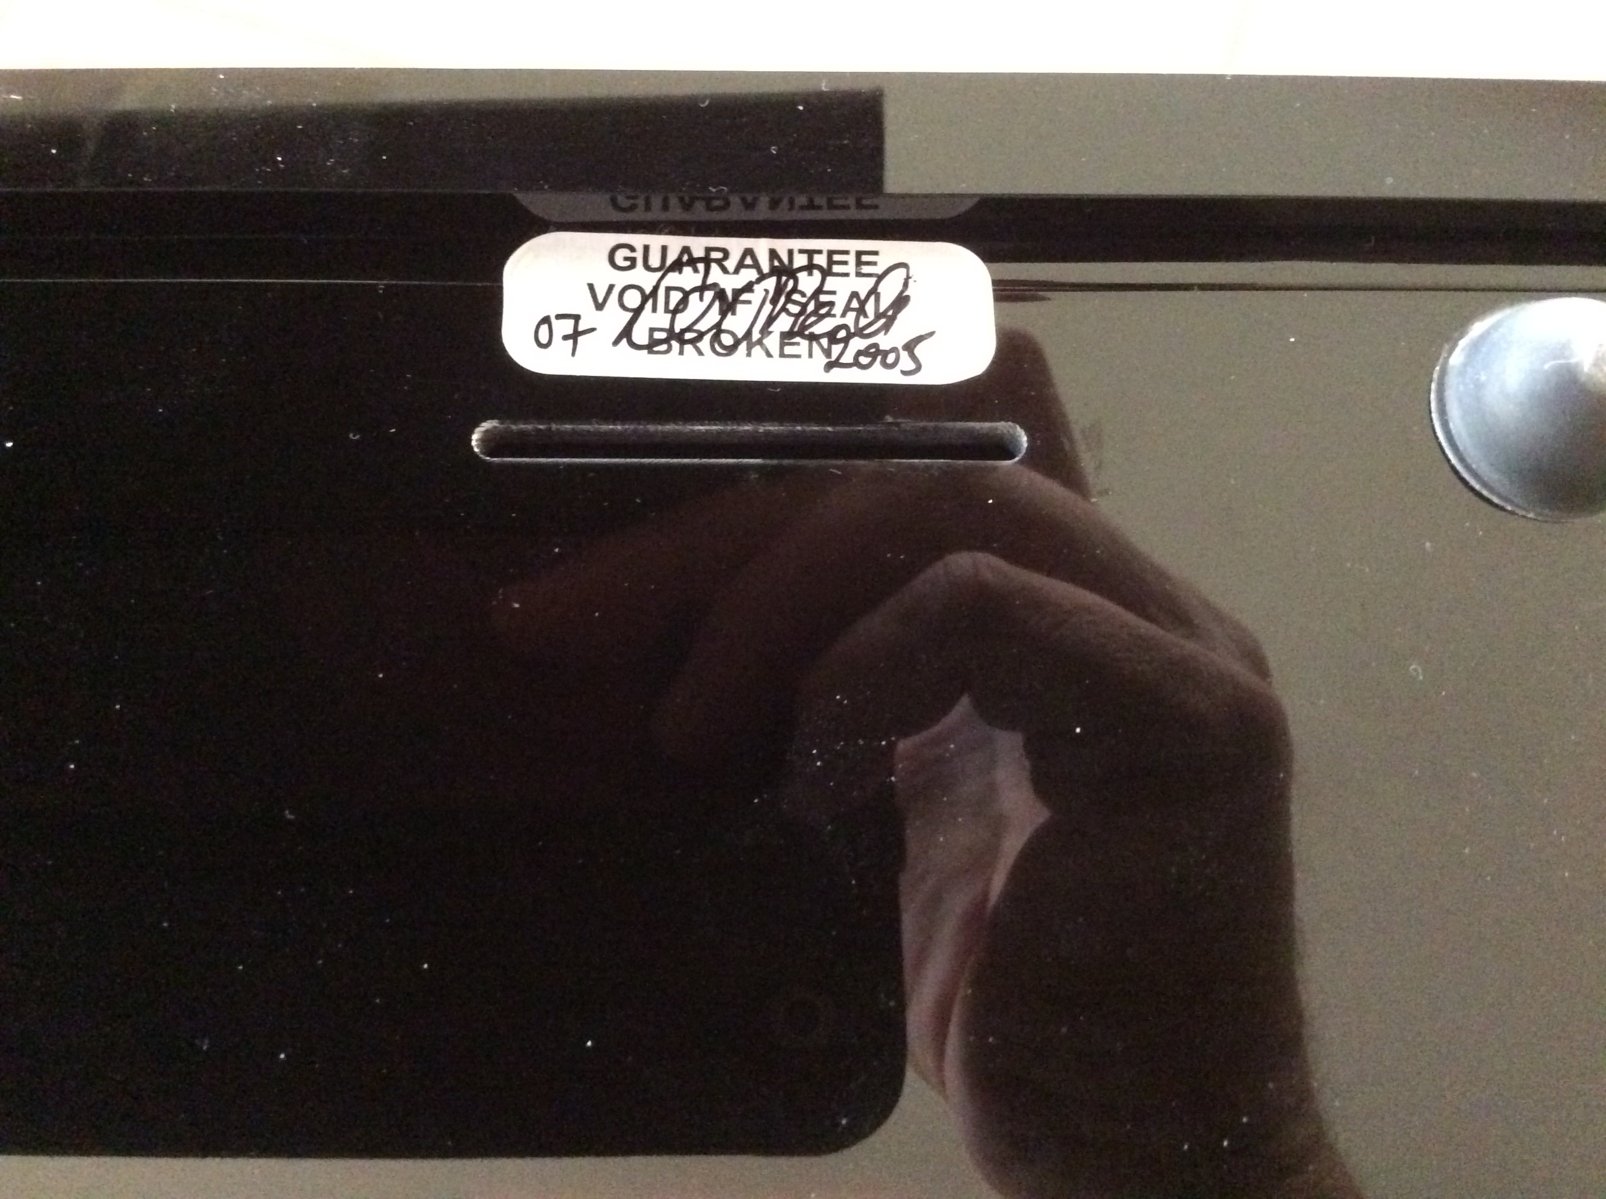 GUARANTEE
VOID IF SEAL
BROKEN
07
2005